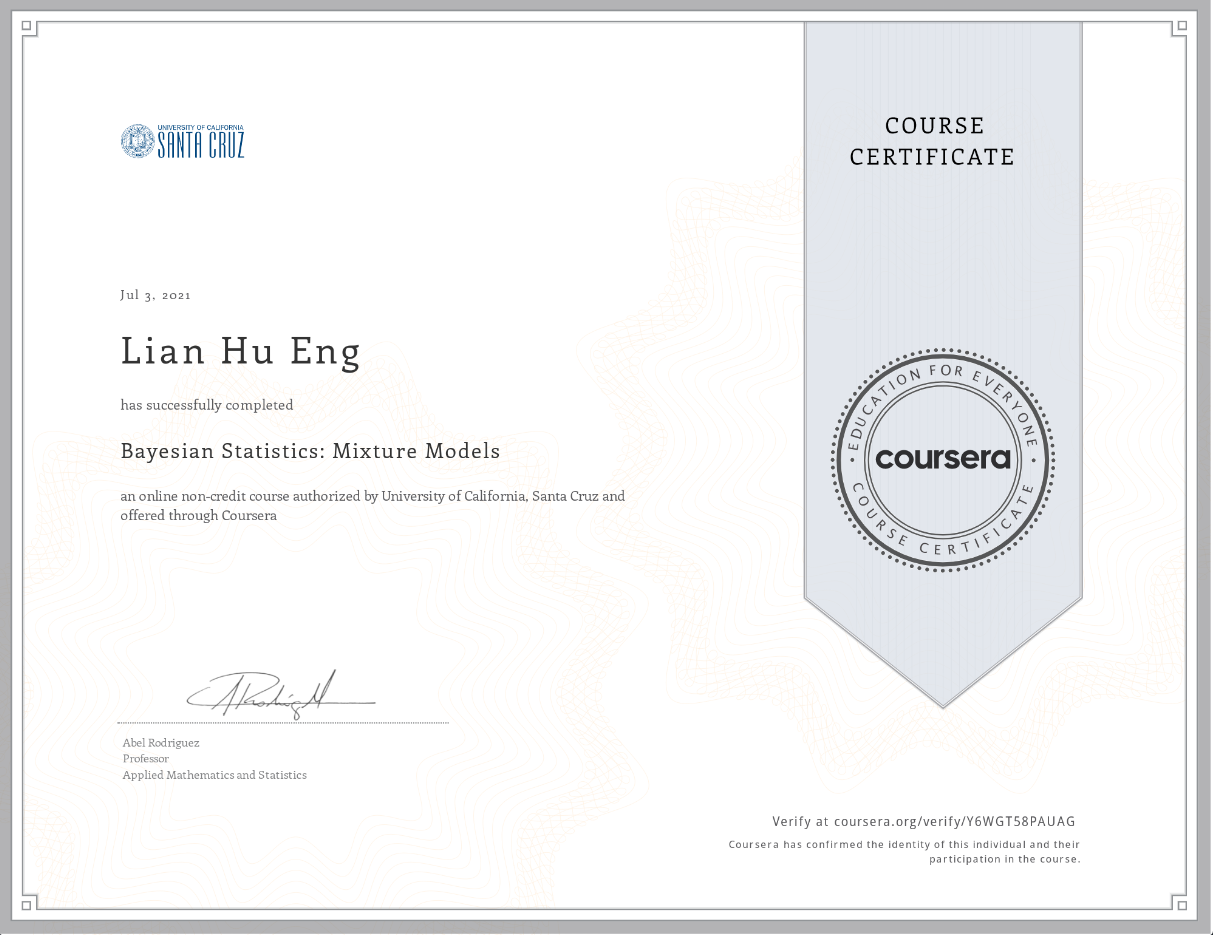 UNIVERSITY OF CALIFORNIA
SANTA CRUZ
COURSE
CERTIFICATE
Jul 3, 2021
Lian Hu Eng
has successfully completed
Bayesian Statistics: Mixture Models
an online non-credit course authorized by University of California, Santa Cruz and
offered through Coursera
EDUCATION FOR EVERYONE
coursera
COURSE CERTIFICATE
Abel Rodriguez
Professor
Applied Mathematics and Statistics
Verify at coursera.org/verify/Y6WGT58PAUAG
Coursera has confirmed the identity of this individual and their
participation in the course.